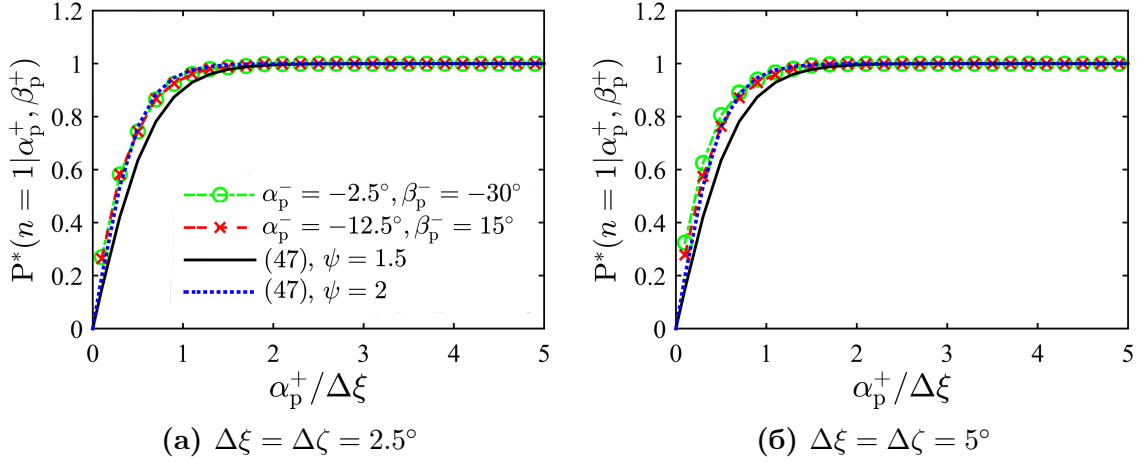 1.2
1
0.8
0.6
0.4
0.2
0
P*(n = 1|α_p^+, β_p^+)
α_p^- = −2.5°, β_p^- = −30°
α_p^- = −12.5°, β_p^- = 15°
(47), ψ = 1.5
(47), ψ = 2
0 1 2 3 4 5
α_p^+/Δξ
(а) Δξ = Δζ = 2.5°
1.2
1
0.8
0.6
0.4
0.2
0
P*(n = 1|α_p^+, β_p^+)
0 1 2 3 4 5
α_p^+/Δξ
(б) Δξ = Δζ = 5°